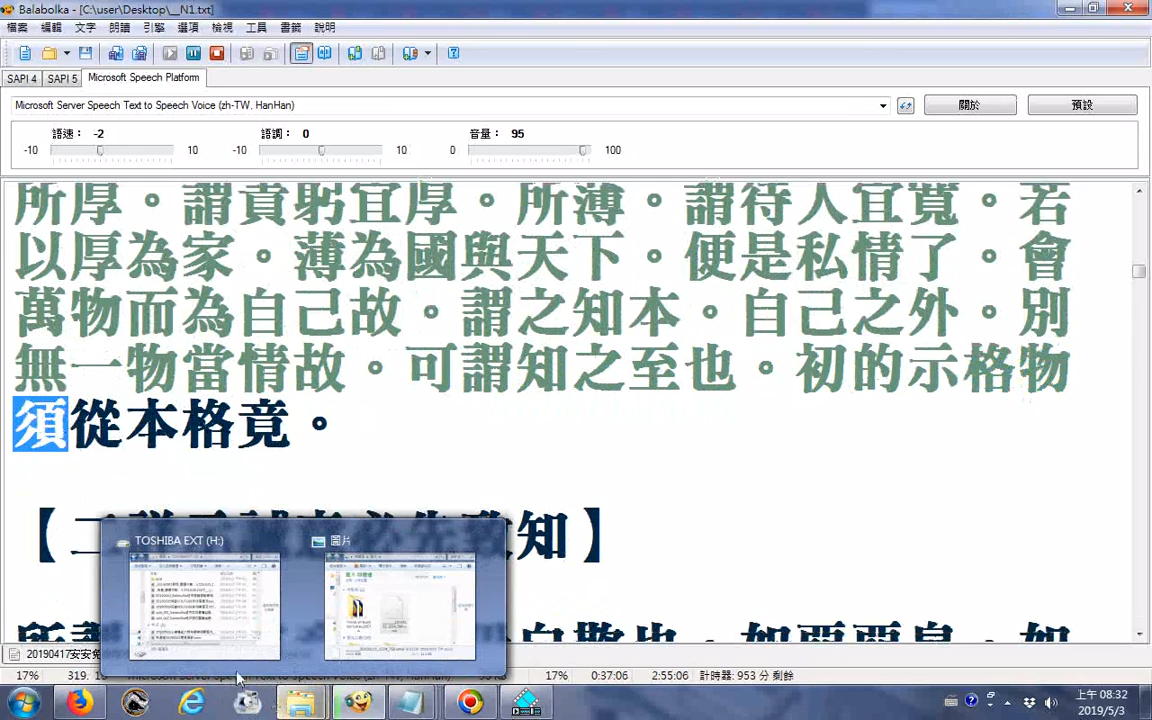 Balabolka - [C:\user\Desktop\__N1.txt]
檔案 編輯 文字 朗讀 引擎 選項 檢視 工具 書籤 說明
SAPI 4 SAPI 5 Microsoft Speech Platform
Microsoft Server Speech Text to Speech Voice (zh-TW, HanHan)
關於 預設
語速： -2 語調： 0 音量： 95
-10 10 -10 10 0 100
所厚。謂責躬宜厚。所薄。謂待人宜寬。若
以厚為家。薄為國與天下。便是私情了。會
萬物而為自己故。謂之知本。自己之外。別
無一物當情故。可謂知之至也。初的示格物
須從本格竟。
TOSHIBA EXT (H:) 圖片
17% 17% 0:37:06 2:55:06 計時器: 953 分 剩餘
上午 08:32
2019/5/3